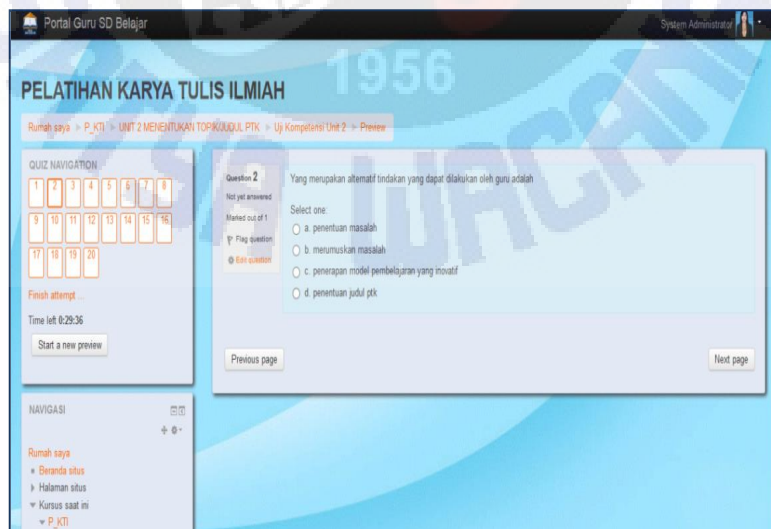 Portal Guru SD Belajar
System Administrator
1956
PELATIHAN KARYA TULIS ILMIAH
Rumah saya ► P_KTI ► UNIT 2 MENENTUKAN TOPIK/JUDUL PTK ► Uji Kompetensi Unit 2 ► Preview
QUIZ NAVIGATION
1 2 3 4 5 6 7 8
9 10 11 12 13 14 15 16
17 18 19 20
Finish attempt ...
Time left 0:29:36
Start a new preview
Question 2
Not yet answered
Marked out of 1
Flag question
Edit question
Yang merupakan alternatif tindakan yang dapat dilakukan oleh guru adalah
Select one:
a. penentuan masalah
b. merumuskan masalah
c. penerapan model pembelajaran yang inovatif
d. penentuan judul ptk
Previous page
Next page
NAVIGASI
Rumah saya
Beranda situs
Halaman situs
Kursus saat ini
P_KTI
WACANA